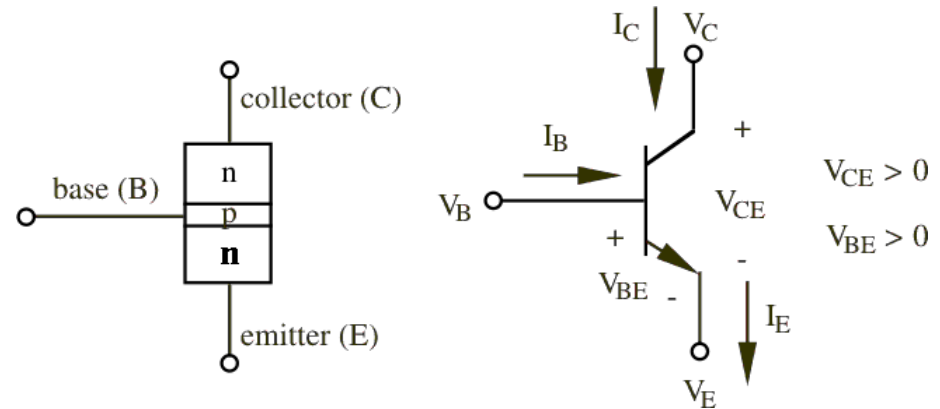 collector (C)
n
base (B)
p
n
emitter (E)
I_C
V_C
I_B
+
V_CE > 0
V_B
V_CE
+
V_BE > 0
V_BE
-
-
I_E
V_E